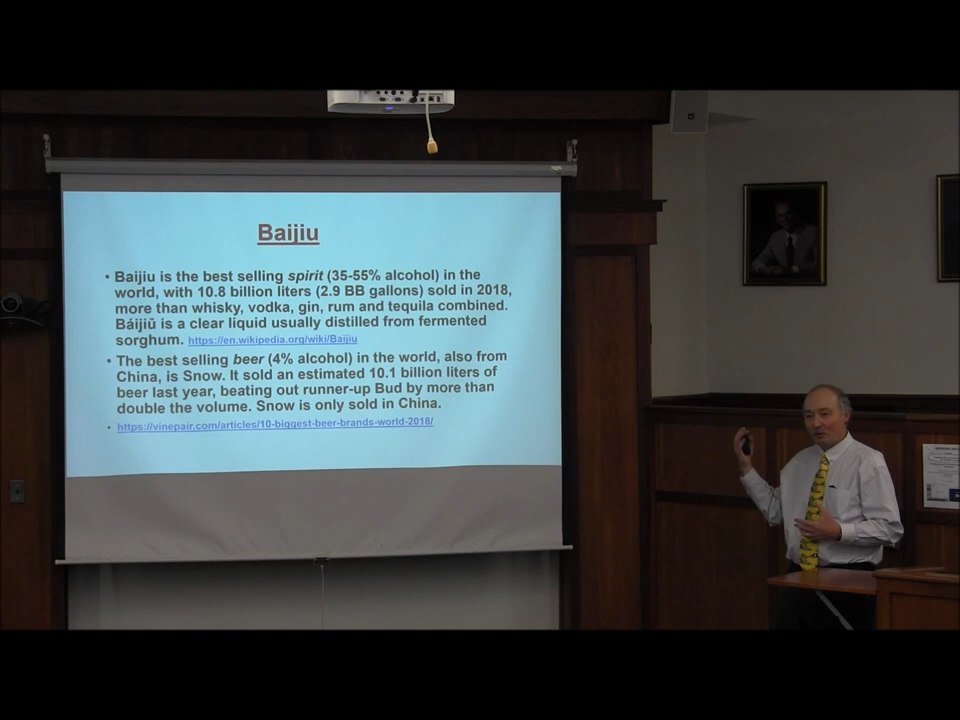 Baijiu
• Baijiu is the best selling spirit (35-55% alcohol) in the
world, with 10.8 billion liters (2.9 BB gallons) sold in 2018,
more than whisky, vodka, gin, rum and tequila combined.
Báijiǔ is a clear liquid usually distilled from fermented
sorghum. https://en.wikipedia.org/wiki/Baijiu
• The best selling beer (4% alcohol) in the world, also from
China, is Snow. It sold an estimated 10.1 billion liters of
beer last year, beating out runner-up Bud by more than
double the volume. Snow is only sold in China.
• https://vinepair.com/articles/10-biggest-beer-brands-world-2018/